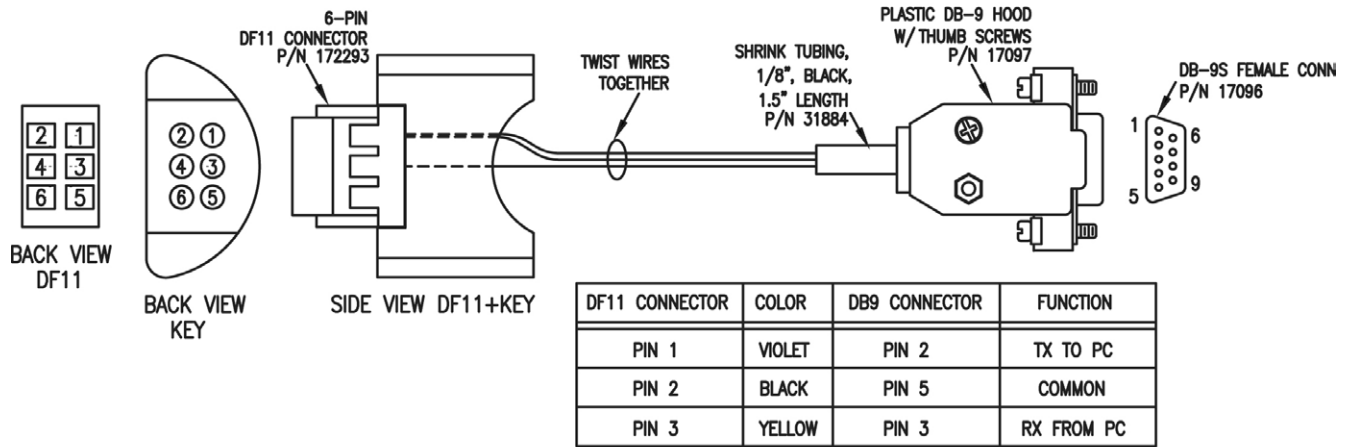 6-PIN
DF11 CONNECTOR
P/N 172293
TWIST WIRES
TOGETHER
SHRINK TUBING,
1/8", BLACK,
1.5" LENGTH
P/N 31884
PLASTIC DB-9 HOOD
W/THUMB SCREWS
P/N 17097
DB-9S FEMALE CONN
P/N 17096
2 1
4 3
6 5
BACK VIEW
DF11
2 1
4 3
6 5
BACK VIEW
KEY
SIDE VIEW DF11+KEY
1 6
5 9
DF11 CONNECTOR COLOR DB9 CONNECTOR FUNCTION
PIN 1 VIOLET PIN 2 TX TO PC
PIN 2 BLACK PIN 5 COMMON
PIN 3 YELLOW PIN 3 RX FROM PC